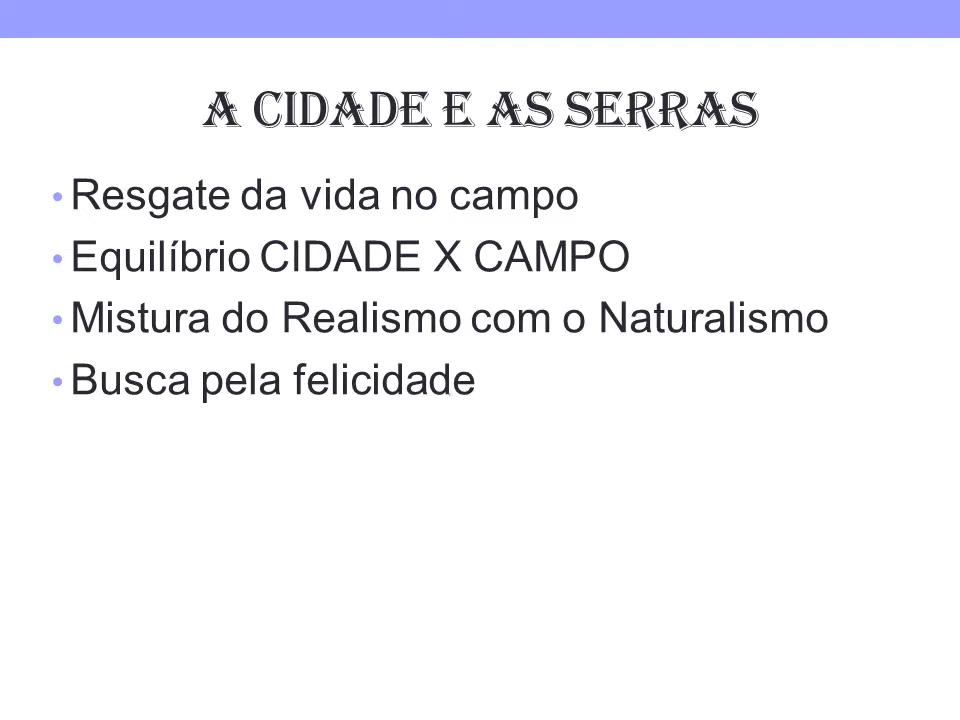 A CIDADE E AS SERRAS
• Resgate da vida no campo
• Equilíbrio CIDADE X CAMPO
• Mistura do Realismo com o Naturalismo
• Busca pela felicidade